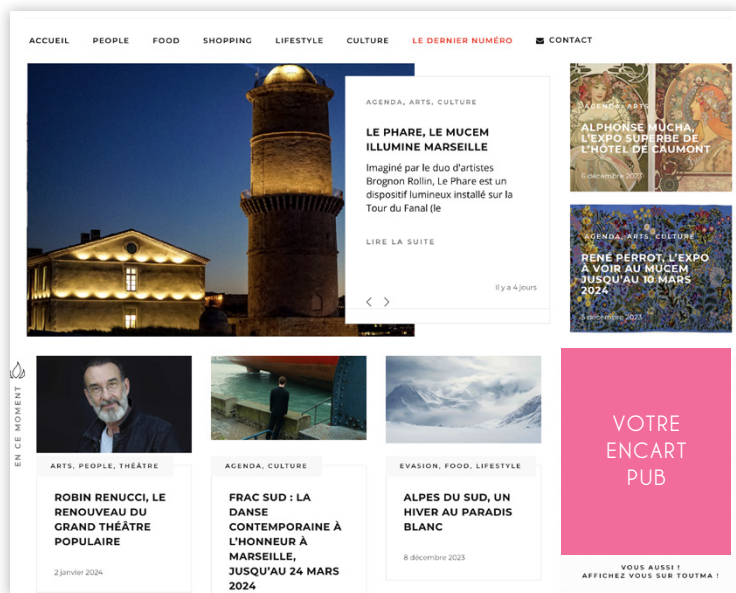 ACCUEIL PEOPLE FOOD SHOPPING LIFESTYLE CULTURE LE DERNIER NUMÉRO CONTACT
AGENDA, ARTS, CULTURE
LE PHARE, LE MUCEM
ILLUMINE MARSEILLE
Imaginé par le duo d'artistes
Brognon Rollin, Le Phare est un
dispositif lumineux installé sur la
Tour du Fanal (le
LIRE LA SUITE
Il y a 4 jours
AGENDA, ARTS
ALPHONSE MUCHA,
L'EXPO SUPERBE DE
L'HÔTEL DE CAUMONT
6 décembre 2023
AGENDA, ARTS, CULTURE
RENÉ PERROT, L'EXPO
À VOIR AU MUCEM
JUSQU'AU 10 MARS
2024
5 décembre 2023
EN CE MOMENT
ARTS, PEOPLE, THÉÂTRE
ROBIN RENUCCI, LE
RENOUVEAU DU
GRAND THÉÂTRE
POPULAIRE
2 janvier 2024
AGENDA, CULTURE
FRAC SUD : LA
DANSE
CONTEMPORAINE À
L'HONNEUR À
MARSEILLE,
JUSQU'AU 24 MARS
2024
EVASION, FOOD, LIFESTYLE
ALPES DU SUD, UN
HIVER AU PARADIS
BLANC
8 décembre 2023
VOTRE
ENCART
PUB
VOUS AUSSI !
AFFICHEZ VOUS SUR TOUTMA !